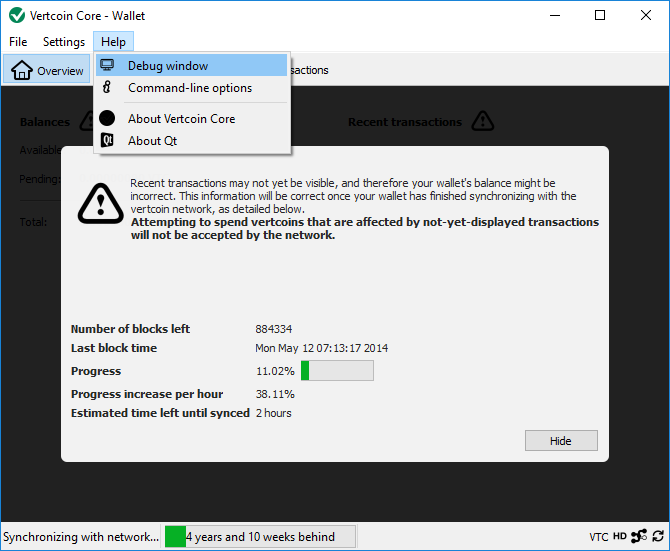 Vertcoin Core - Wallet
File Settings Help
Overview
Debug window
sactions
Command-line options
About Vertcoin Core
About Qt
Balances
Recent transactions
Available
Pending:
Total:
Recent transactions may not yet be visible, and therefore your wallet's balance might be
incorrect. This information will be correct once your wallet has finished synchronizing with the
vertcoin network, as detailed below.
Attempting to spend vertcoins that are affected by not-yet-displayed transactions
will not be accepted by the network.
Number of blocks left 884334
Last block time Mon May 12 07:13:17 2014
Progress 11.02%
Progress increase per hour 38.11%
Estimated time left until synced 2 hours
Hide
Synchronizing with network... 4 years and 10 weeks behind VTC HD